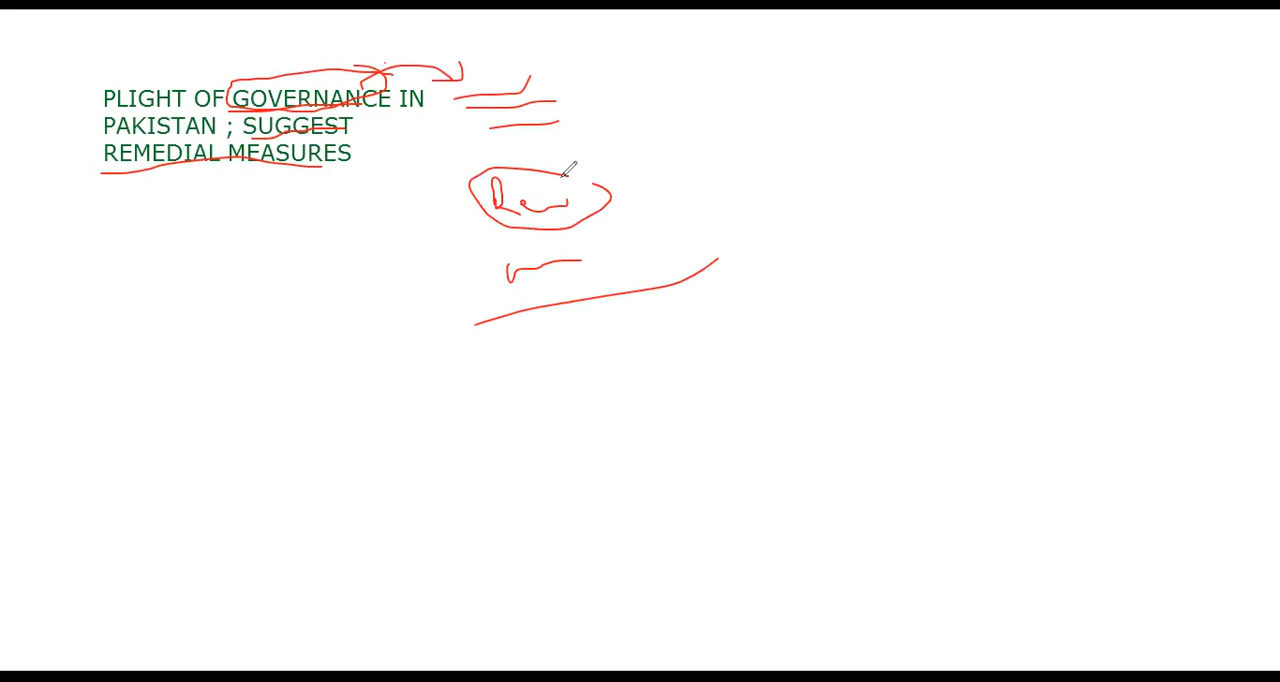 PLIGHT OF GOVERNANCE IN
PAKISTAN ; SUGGEST
REMEDIAL MEASURES